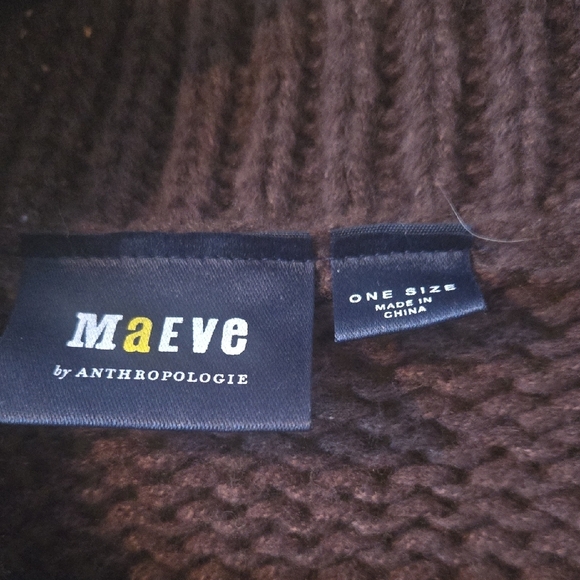 MaEVe
by ANTHROPOLOGIE
ONE SIZE
MADE IN
CHINA